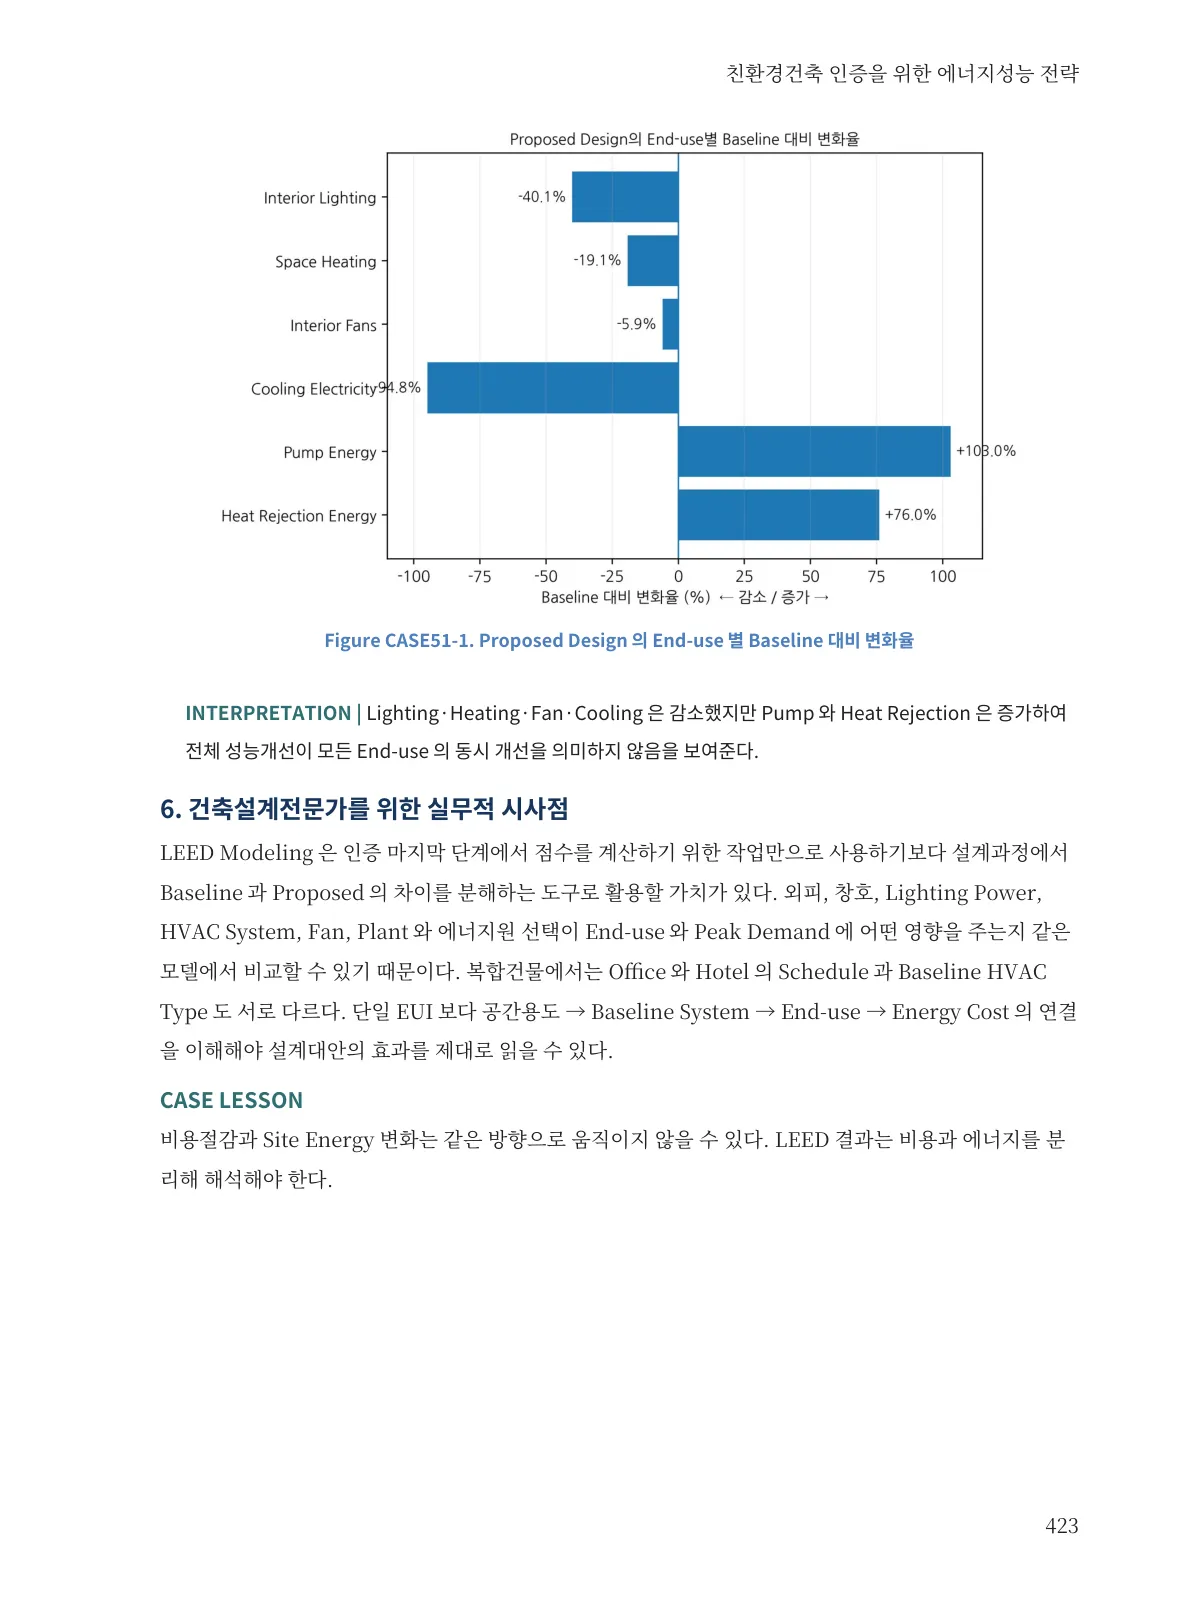 친환경건축 인증을 위한 에너지성능 전략
Proposed Design의 End-use별 Baseline 대비 변화율
Interior Lighting
-40.1%
Space Heating
-19.1%
Interior Fans
-5.9%
Cooling Electricity
-94.8%
Pump Energy
+103.0%
Heat Rejection Energy
+76.0%
-100 -75 -50 -25 0 25 50 75 100
Baseline 대비 변화율 (%) ← 감소 / 증가 →
Figure CASE51-1. Proposed Design 의 End-use 별 Baseline 대비 변화율
INTERPRETATION | Lighting·Heating·Fan·Cooling 은 감소했지만 Pump 와 Heat Rejection 은 증가하여
전체 성능개선이 모든 End-use 의 동시 개선을 의미하지 않음을 보여준다.
6. 건축설계전문가를 위한 실무적 시사점
LEED Modeling 은 인증 마지막 단계에서 점수를 계산하기 위한 작업만으로 사용하기보다 설계과정에서
Baseline 과 Proposed 의 차이를 분해하는 도구로 활용할 가치가 있다. 외피, 창호, Lighting Power,
HVAC System, Fan, Plant 와 에너지원 선택이 End-use 와 Peak Demand 에 어떤 영향을 주는지 같은
모델에서 비교할 수 있기 때문이다. 복합건물에서는 Office 와 Hotel 의 Schedule 과 Baseline HVAC
Type 도 서로 다르다. 단일 EUI 보다 공간용도 → Baseline System → End-use → Energy Cost 의 연결
을 이해해야 설계대안의 효과를 제대로 읽을 수 있다.
CASE LESSON
비용절감과 Site Energy 변화는 같은 방향으로 움직이지 않을 수 있다. LEED 결과는 비용과 에너지를 분
리해 해석해야 한다.
423